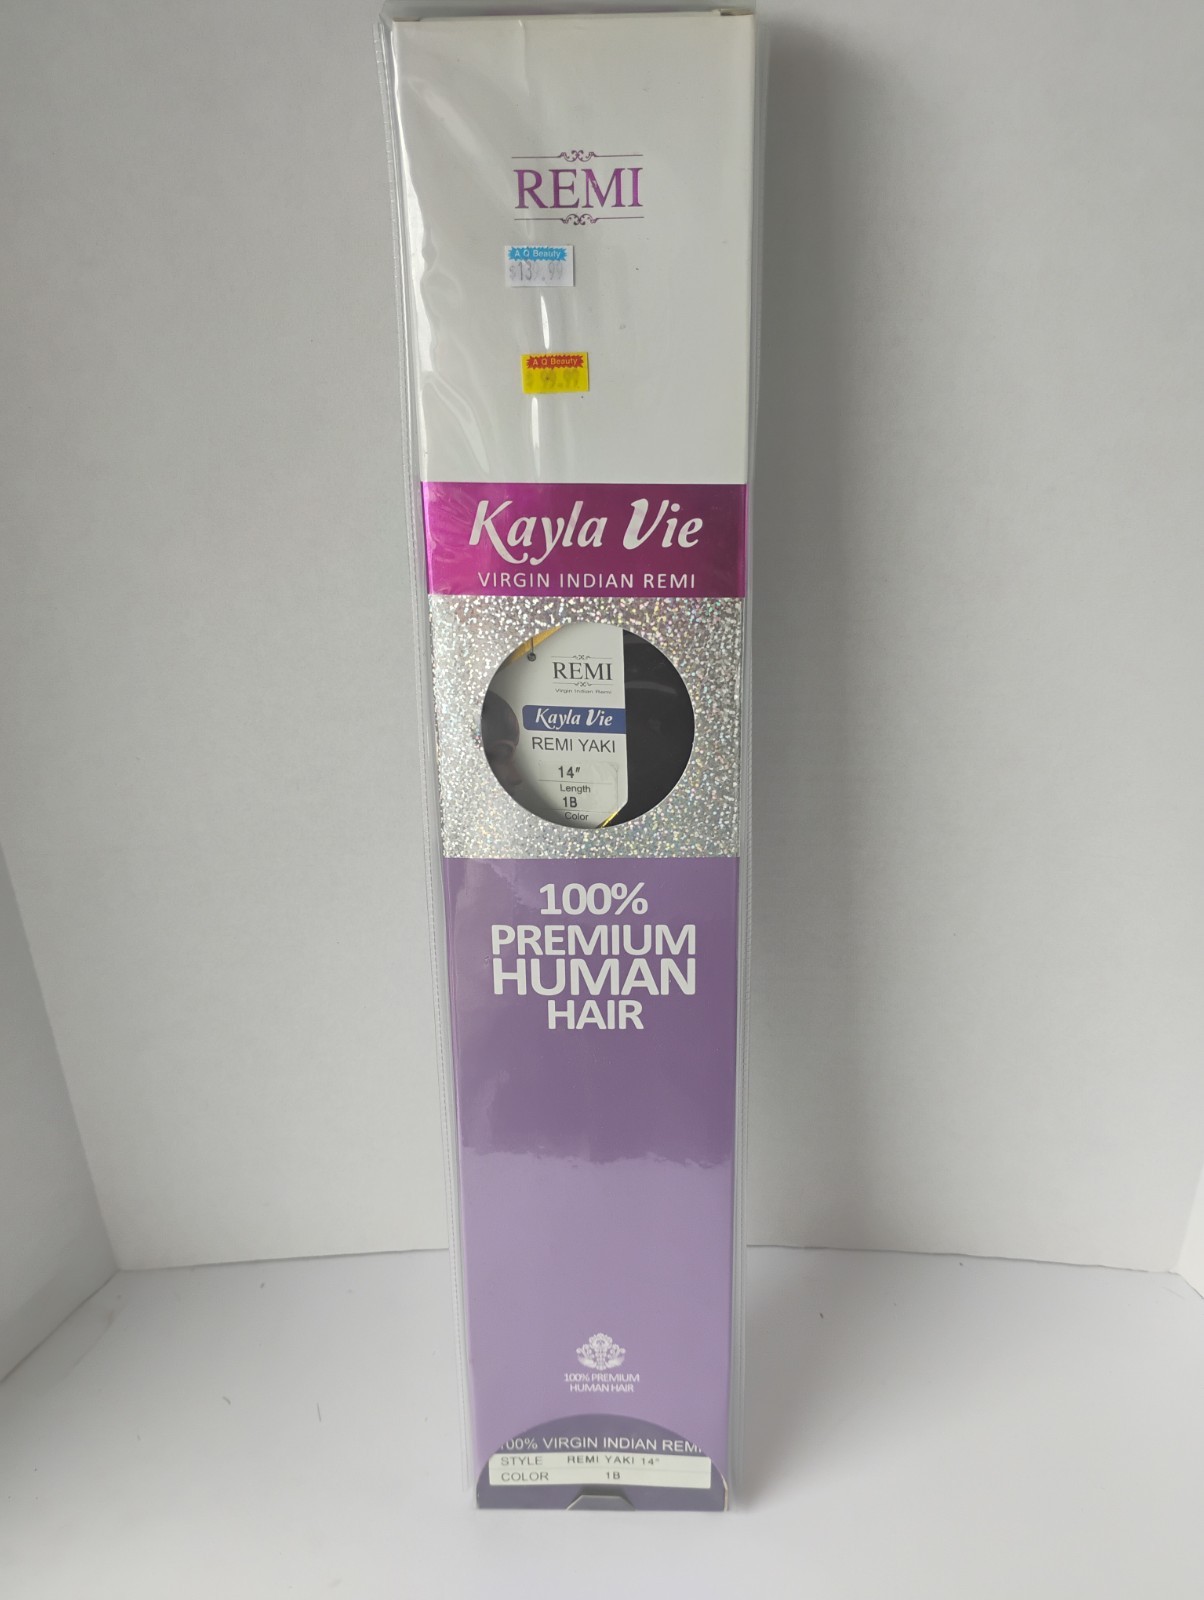 REMI
A Q Beauty
A Q Beauty
$99.99
Kayla Vie
VIRGIN INDIAN REMI
REMI
Virgin Indian Remi
Kayla Vie
REMI YAKI
14"
Length
1B
Color
100%
PREMIUM
HUMAN
HAIR
100% PREMIUM
HUMAN HAIR
100% VIRGIN INDIAN REMI
STYLE REMI YAKI 14"
COLOR 1B